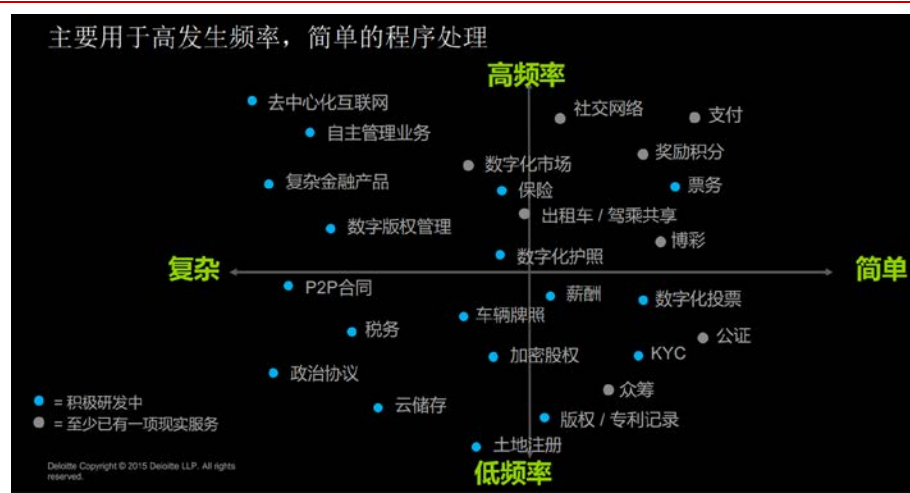 主要用于高发生频率，简单的程序处理
高频率
去中心化互联网
社交网络
支付
自主管理业务
奖励积分
数字化市场
复杂金融产品
保险
票务
出租车 / 驾乘共享
数字版权管理
博彩
数字化护照
复杂
简单
P2P合同
薪酬
数字化投票
车辆牌照
税务
公证
加密股权
KYC
政治协议
众筹
= 积极研发中
云储存
版权 / 专利记录
= 至少已有一项现实服务
土地注册
低频率
Deloitte Copyright © 2015 Deloitte LLP. All rights
reserved.